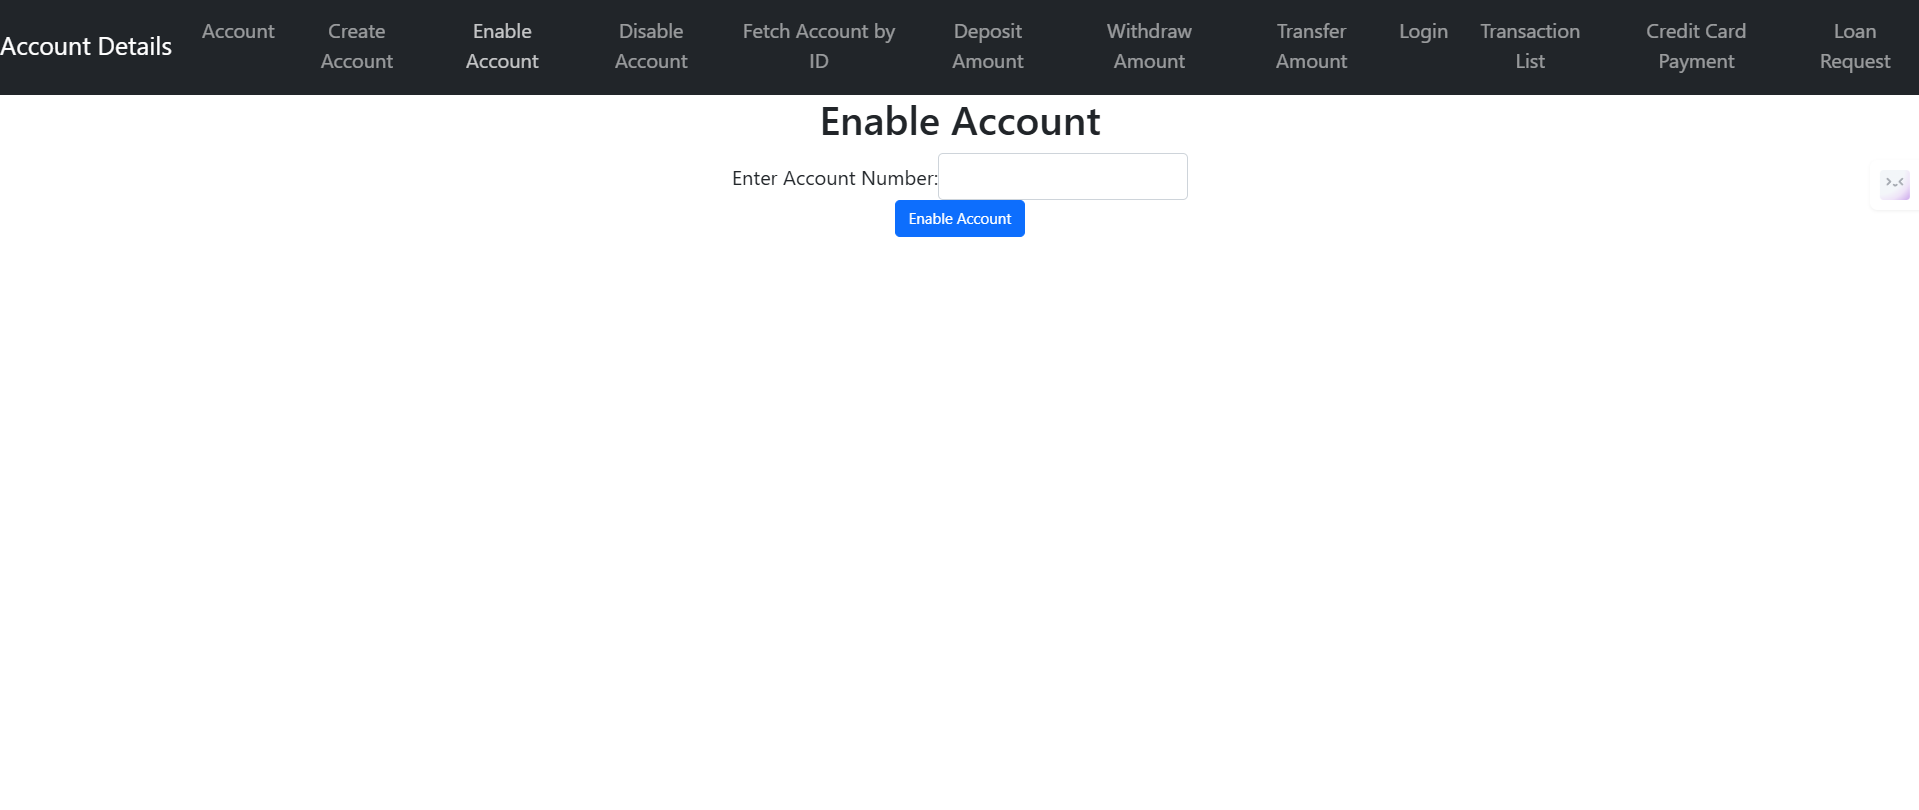 Account Details
Account
Create
Account
Enable
Account
Disable
Account
Fetch Account by
ID
Deposit
Amount
Withdraw
Amount
Transfer
Amount
Login
Transaction
List
Credit Card
Payment
Loan
Request
Enable Account
Enter Account Number:
Enable Account